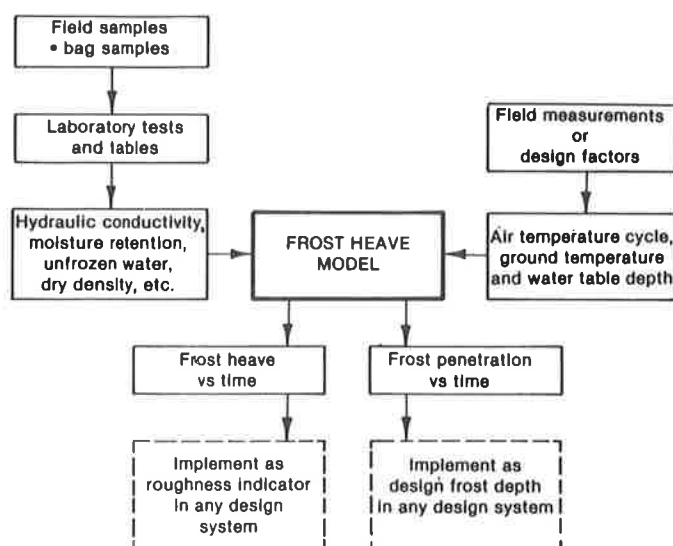 Field samples
• bag samples
Laboratory tests
and tables
Field measurements
or
design factors
Hydraulic conductivity,
moisture retention,
unfrozen water,
dry density, etc.
FROST HEAVE
MODEL
Air temperature cycle,
ground temperature
and water table depth
Frost heave
vs time
Frost penetration
vs time
Implement as
roughness indicator
in any design
system
Implement as
design frost depth
in any design system